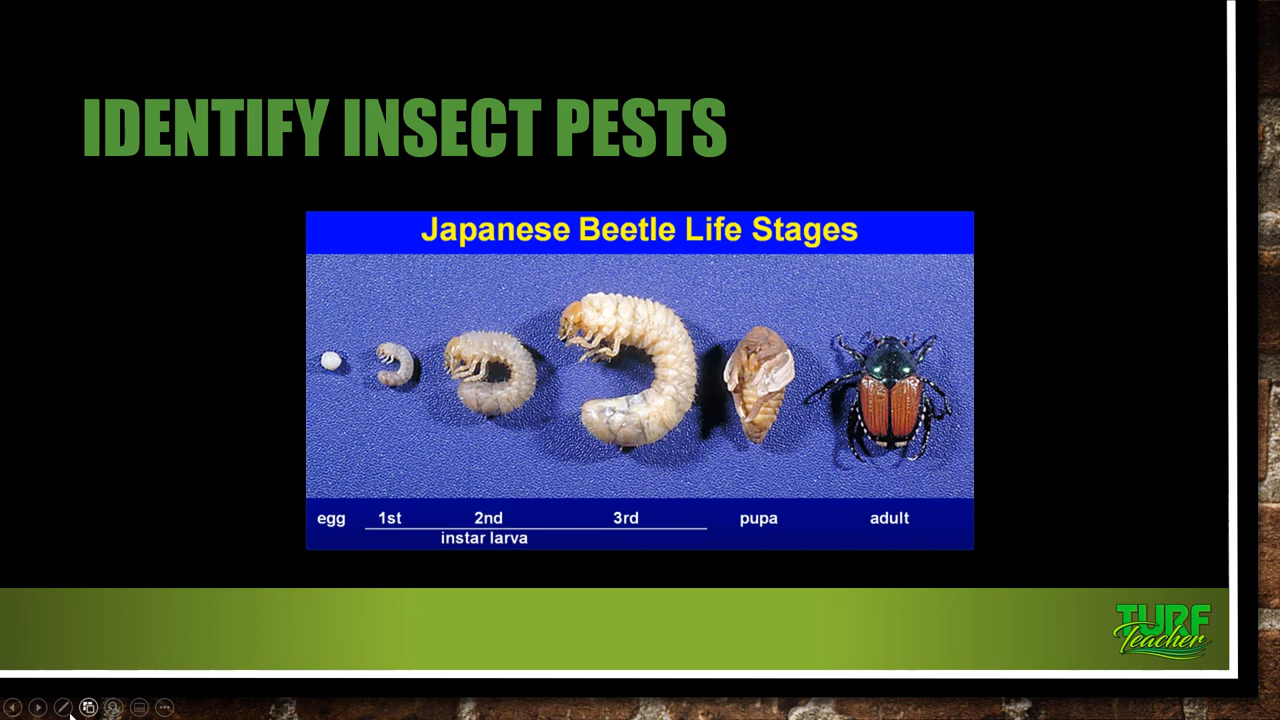 IDENTIFY INSECT PESTS
Japanese Beetle Life Stages
egg 1st 2nd 3rd pupa adult
instar larva
TURF
Teacher